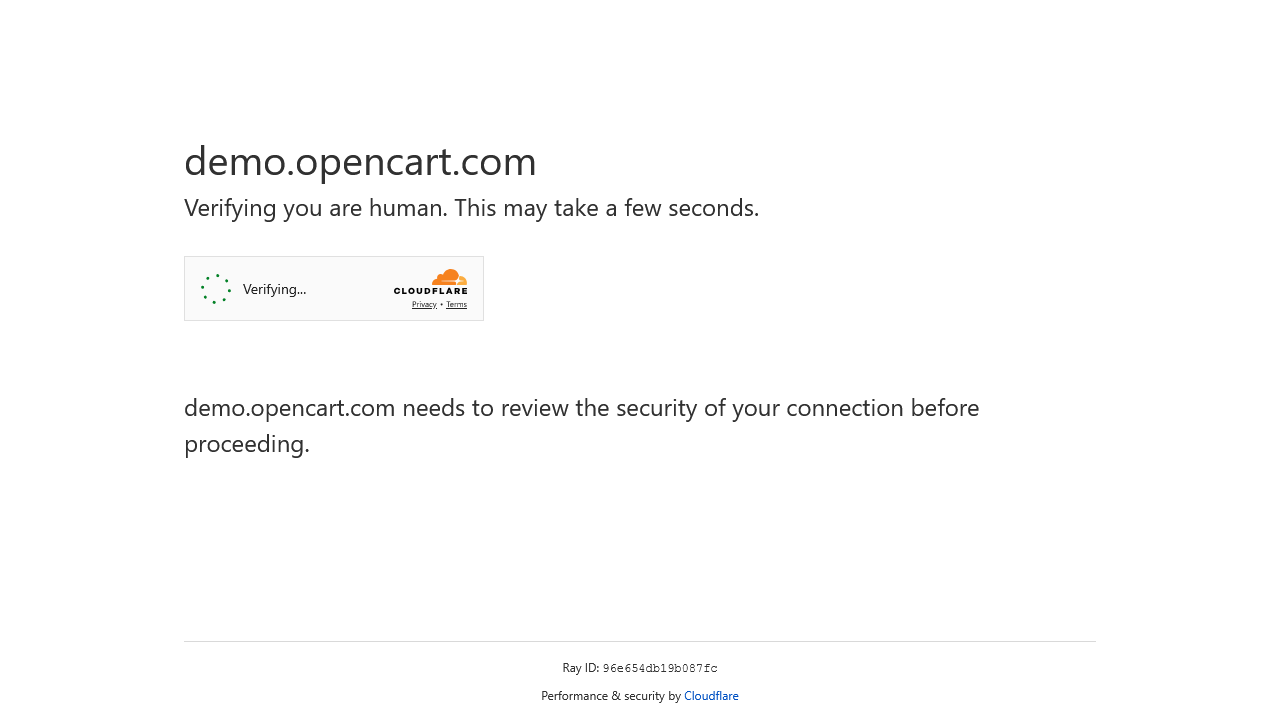 demo.opencart.com
Verifying you are human. This may take a few seconds.
Verifying...
CLOUDFLARE
Privacy • Terms
demo.opencart.com needs to review the security of your connection before
proceeding.
Ray ID: 96e654db19b087fc
Performance & security by Cloudflare